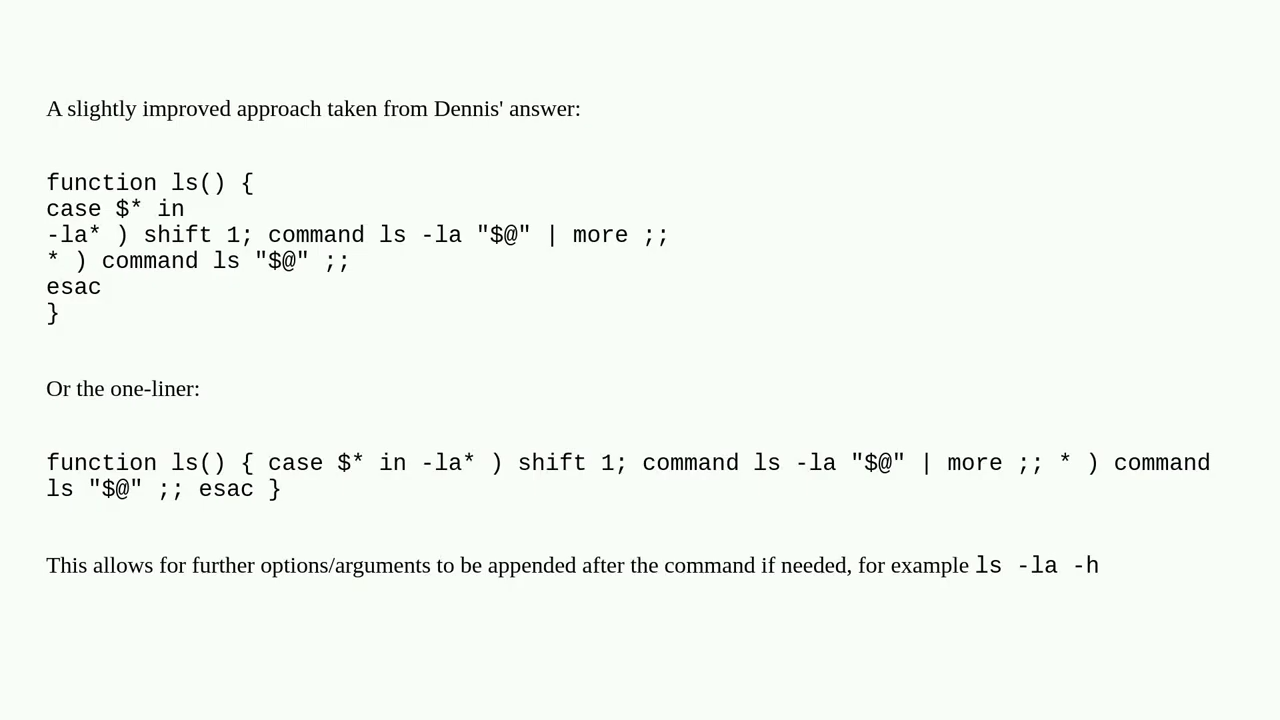 A slightly improved approach taken from Dennis' answer:
function ls() {
case $* in
-la* ) shift 1; command ls -la "$@" | more ;;
* ) command ls "$@" ;;
esac
}
Or the one-liner:
function ls() { case $* in -la* ) shift 1; command ls -la "$@" | more ;; * ) command
ls "$@" ;; esac }
This allows for further options/arguments to be appended after the command if needed, for example ls -la -h